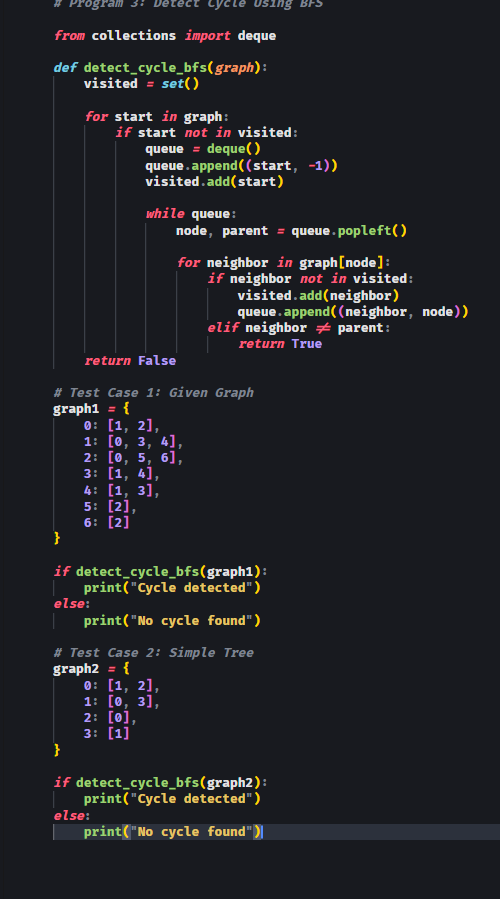 # Program 3: Detect Cycle Using BFS
from collections import deque
def detect_cycle_bfs(graph):
visited = set()
for start in graph:
if start not in visited:
queue = deque()
queue.append((start, -1))
visited.add(start)
while queue:
node, parent = queue.popleft()
for neighbor in graph[node]:
if neighbor not in visited:
visited.add(neighbor)
queue.append((neighbor, node))
elif neighbor ≠ parent:
return True
return False
# Test Case 1: Given Graph
graph1 = {
0: [1, 2],
1: [0, 3, 4],
2: [0, 5, 6],
3: [1, 4],
4: [1, 3],
5: [2],
6: [2]
}
if detect_cycle_bfs(graph1):
print("Cycle detected")
else:
print("No cycle found")
# Test Case 2: Simple Tree
graph2 = {
0: [1, 2],
1: [0, 3],
2: [0],
3: [1]
}
if detect_cycle_bfs(graph2):
print("Cycle detected")
else:
print("No cycle found")